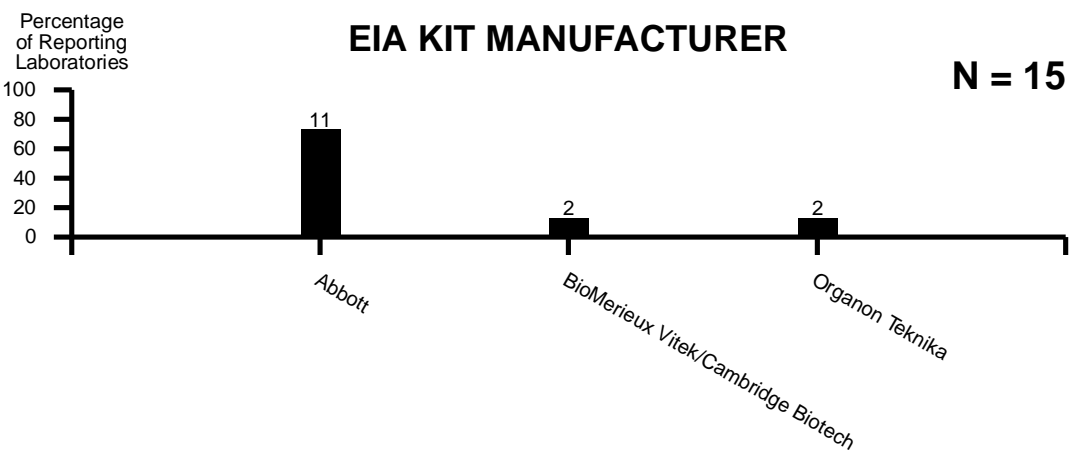 Percentage
of Reporting
Laboratories
EIA KIT MANUFACTURER
N = 15
100
80
60
40
20
0
11
2
2
Abbott
BioMerieux Vitek/Cambridge Biotech
Organon Teknika